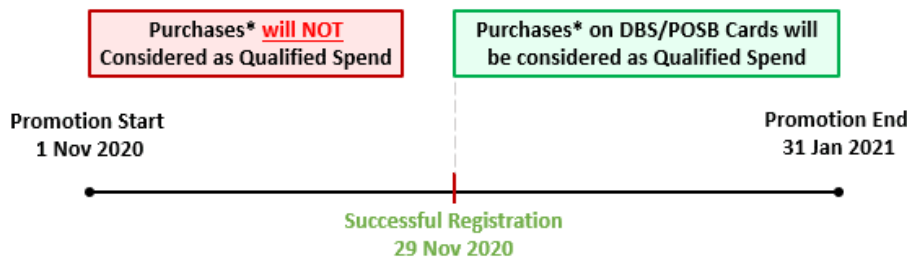 Purchases* will NOT
Considered as Qualified Spend
Purchases* on DBS/POSB Cards will
be considered as Qualified Spend
Promotion Start
1 Nov 2020
Promotion End
31 Jan 2021
Successful Registration
29 Nov 2020